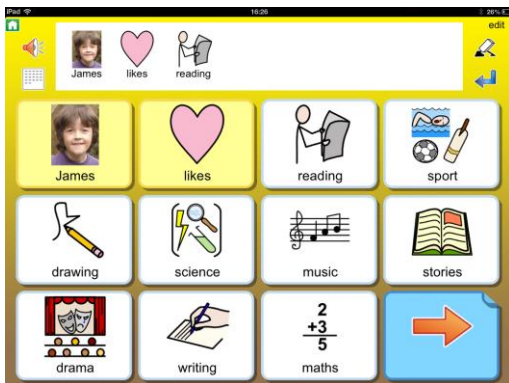 iPad 16:26 26%
edit
James likes reading
James likes reading sport
drawing science music stories
2
+3
5
drama writing maths